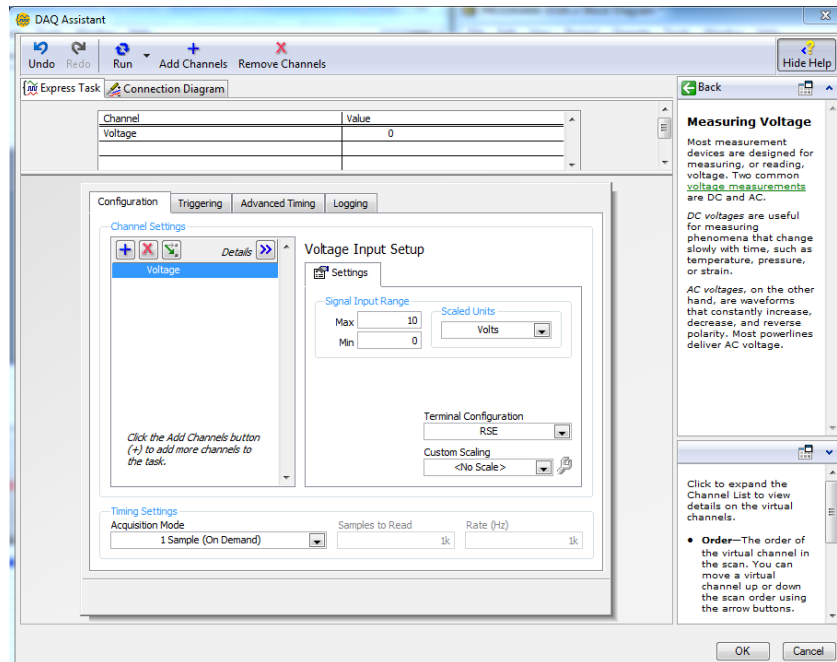 DAQ Assistant
Undo Redo Run Add Channels Remove Channels Hide Help
Express Task Connection Diagram
Channel Value
Voltage 0
Configuration Triggering Advanced Timing Logging
Channel Settings
Details
Voltage
Click the Add Channels button
(+) to add more channels to
the task.
Voltage Input Setup
Settings
Signal Input Range
Max 10
Min 0
Scaled Units
Volts
Terminal Configuration
RSE
Custom Scaling
<No Scale>
Timing Settings
Acquisition Mode Samples to Read Rate (Hz)
1 Sample (On Demand) 1k 1k
Back
Measuring Voltage
Most measurement
devices are designed for
measuring, or reading,
voltage. Two common
voltage measurements
are DC and AC.
DC voltages are useful
for measuring
phenomena that change
slowly with time, such as
temperature, pressure,
or strain.
AC voltages, on the other
hand, are waveforms
that constantly increase,
decrease, and reverse
polarity. Most powerlines
deliver AC voltage.
Click to expand the
Channel List to view
details on the virtual
channels.
• Order—The order of
the virtual channel in
the scan. You can
move a virtual
channel up or down
the scan order using
the arrow buttons.
OK Cancel